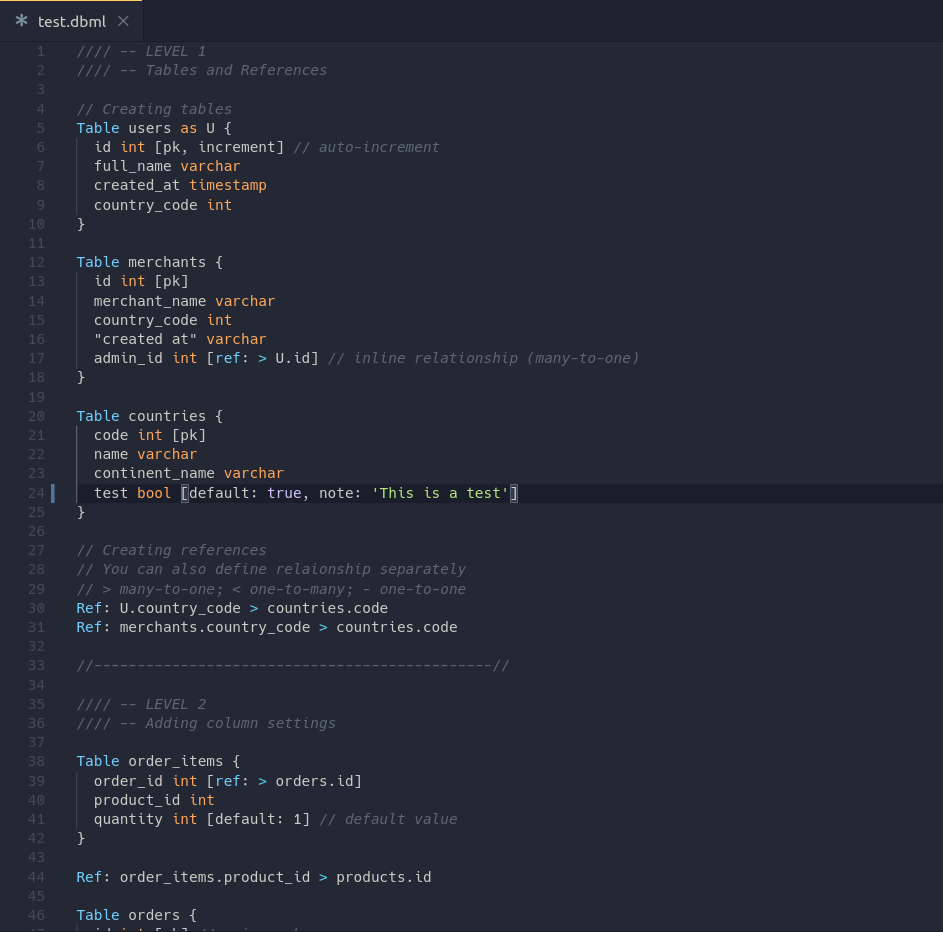 test.dbml
1 //// -- LEVEL 1
2 //// -- Tables and References
3
4 // Creating tables
5 Table users as U {
6   id int [pk, increment] // auto-increment
7   full_name varchar
8   created_at timestamp
9   country_code int
10 }
11
12 Table merchants {
13   id int [pk]
14   merchant_name varchar
15   country_code int
16   "created at" varchar
17   admin_id int [ref: > U.id] // inline relationship (many-to-one)
18 }
19
20 Table countries {
21   code int [pk]
22   name varchar
23   continent_name varchar
24   test bool [default: true, note: 'This is a test']
25 }
26
27 // Creating references
28 // You can also define relaionship separately
29 // > many-to-one; < one-to-many; - one-to-one
30 Ref: U.country_code > countries.code
31 Ref: merchants.country_code > countries.code
32
33 //----------------------------------------------//
34
35 //// -- LEVEL 2
36 //// -- Adding column settings
37
38 Table order_items {
39   order_id int [ref: > orders.id]
40   product_id int
41   quantity int [default: 1] // default value
42 }
43
44 Ref: order_items.product_id > products.id
45
46 Table orders {